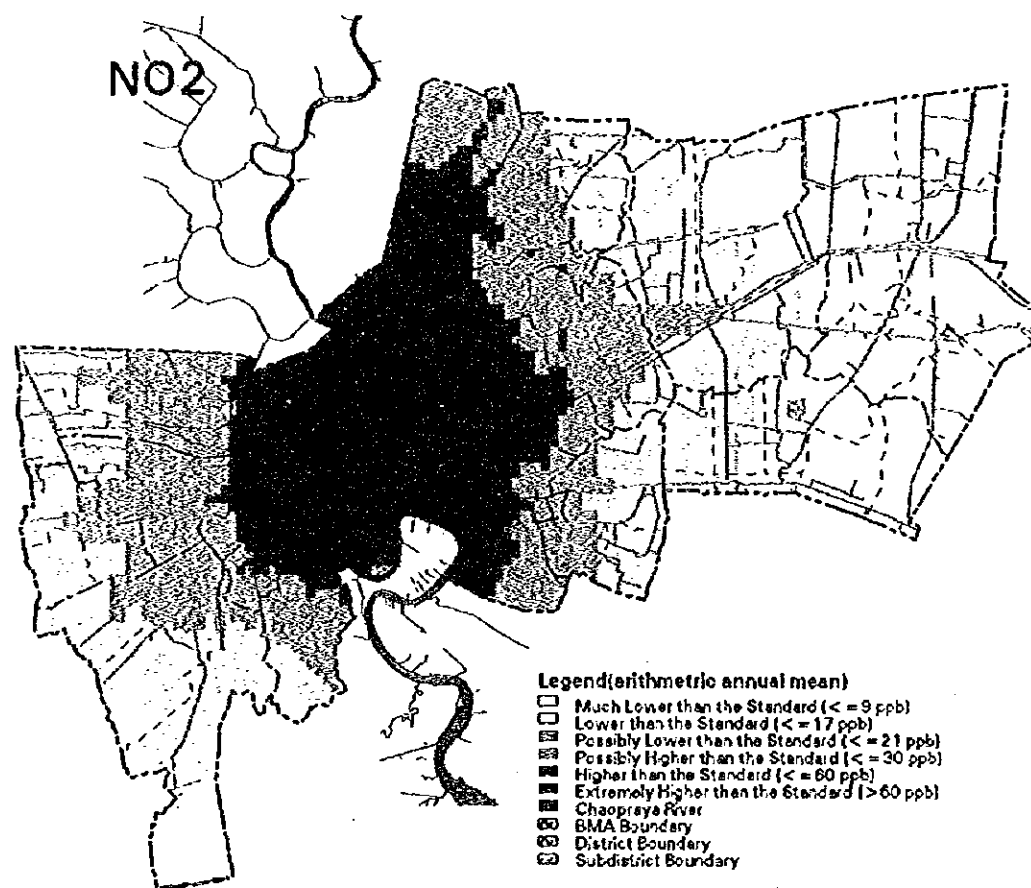 NO2
Legend(arithmetric annual mean)
Much Lower than the Standard (< = 9 ppb)
Lower than the Standard (< = 17 ppb)
Possibly Lower than the Standard (< = 21 ppb)
Possibly Higher than the Standard (< = 30 ppb)
Higher than the Standard (< = 60 ppb)
Extremely Higher than the Standard (>60 ppb)
Chaopraya River
BMA Boundary
District Boundary
Subdistrict Boundary